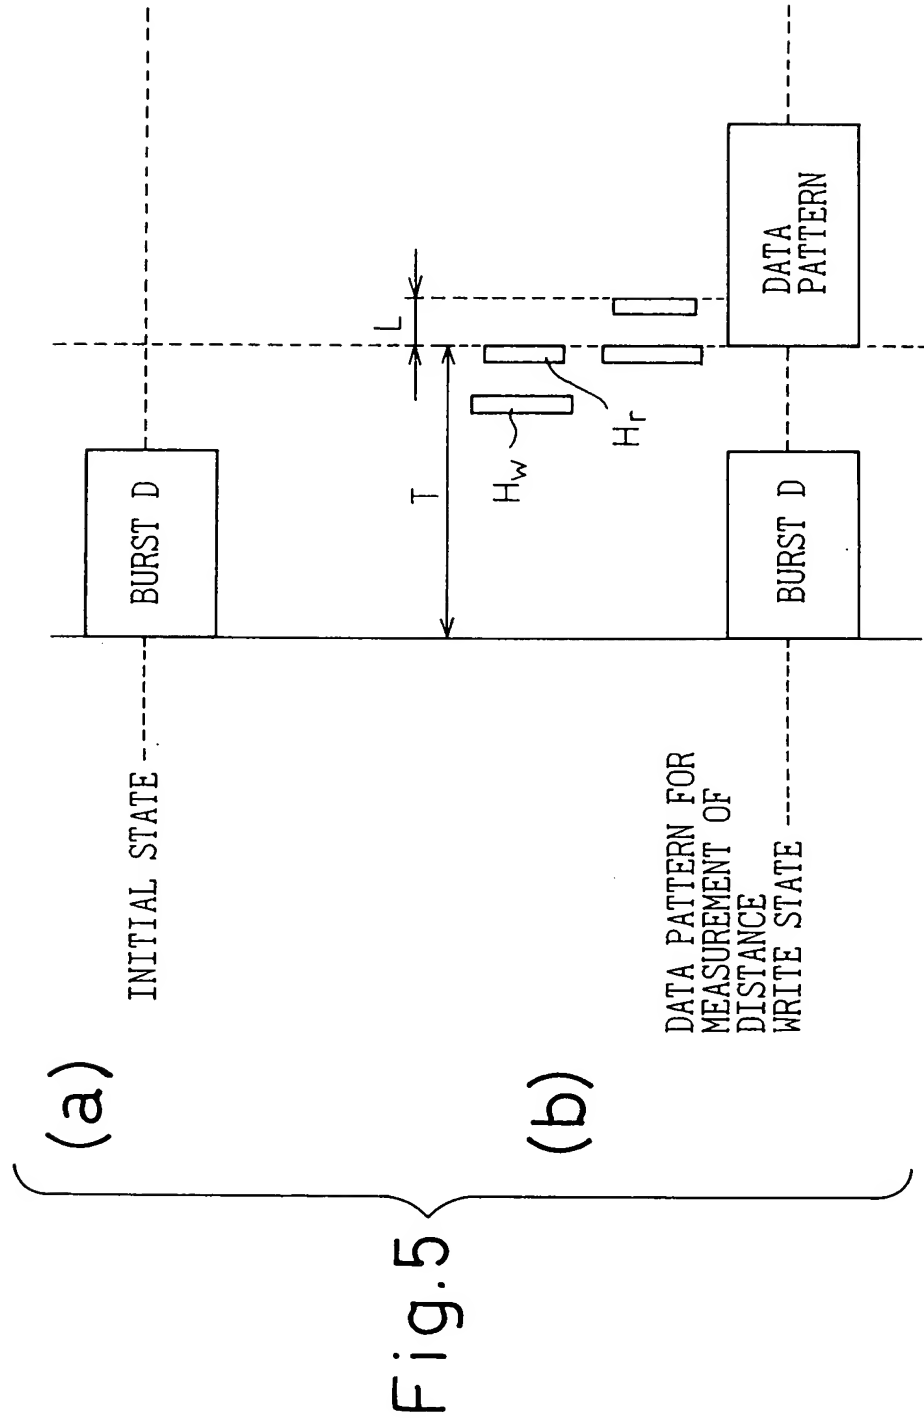 Fig.5
(a)
INITIAL STATE
BURST D
T
L
Hw
Hr
(b)
DATA PATTERN FOR
MEASUREMENT OF
DISTANCE
WRITE STATE
BURST D
DATA
PATTERN